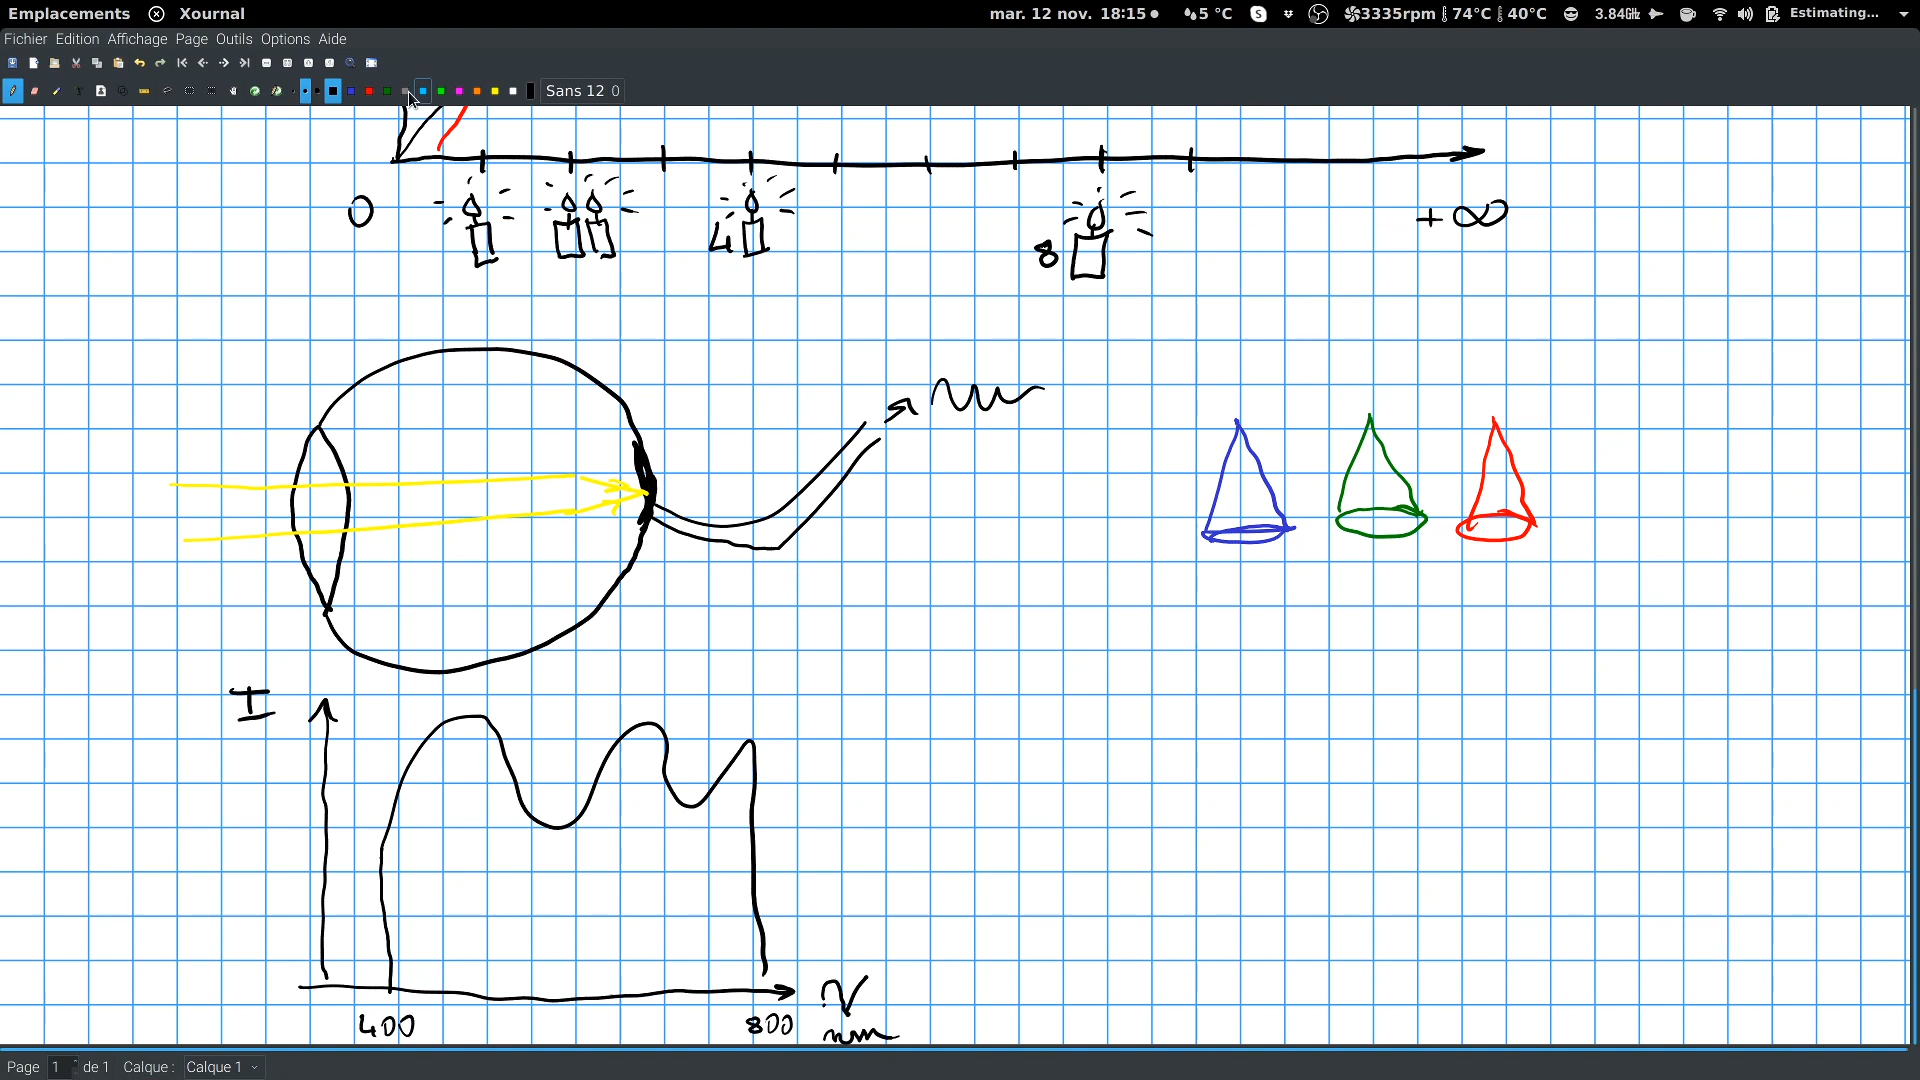 Emplacements Xournal mar. 12 nov. 18:15 5 °C 3335rpm 74°C 40°C 3.84GHz Estimating...
Fichier Edition Affichage Page Outils Options Aide
Sans 12 0
0 4 8 +∞
I
400 800
nm
Page 1 de 1 Calque : Calque 1